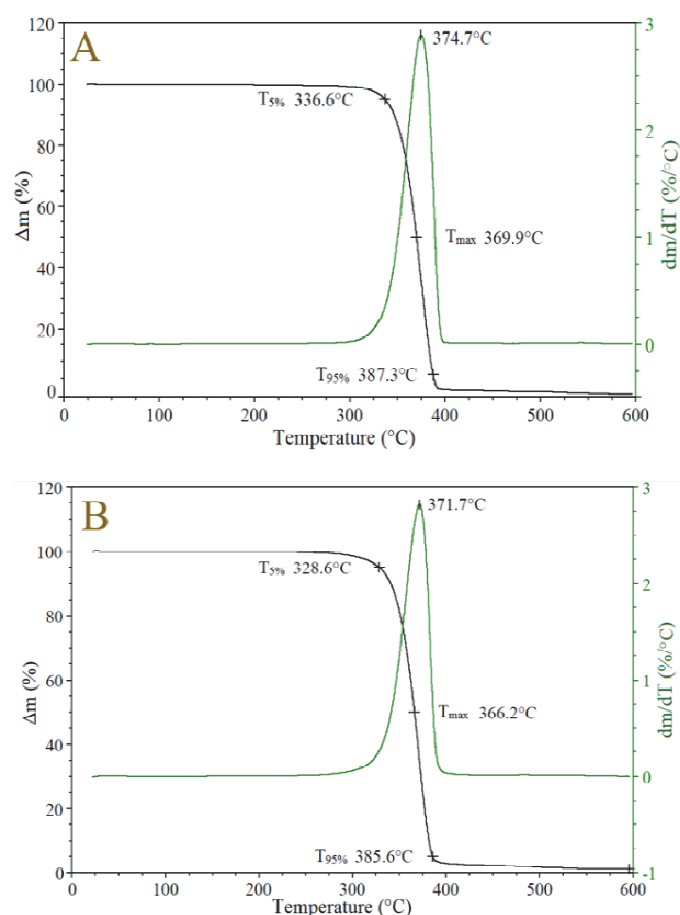 A
120
100
80
60
40
20
0
Δm (%)
0 100 200 300 400 500 600
Temperature (°C)
3
2
1
0
dm/dT (%/°C)
374.7°C
T5% 336.6°C
Tmax 369.9°C
T95% 387.3°C
B
120
100
80
60
40
20
0
Δm (%)
0 100 200 300 400 500 600
Temperature (°C)
3
2
1
0
-1
dm/dT (%/°C)
371.7°C
T5% 328.6°C
Tmax 366.2°C
T95% 385.6°C